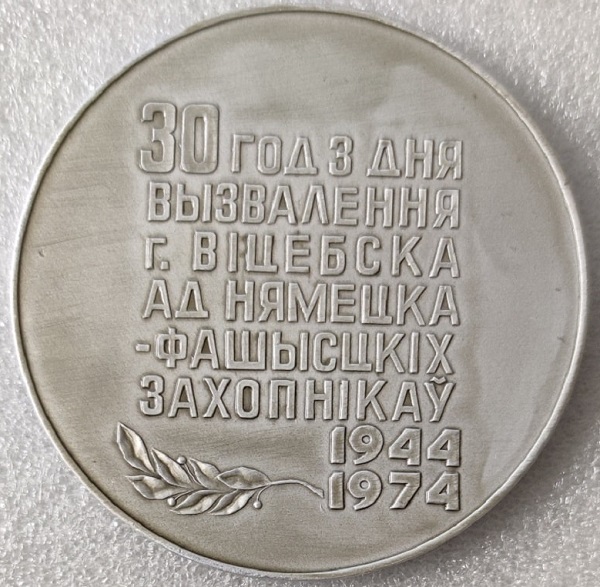 30 ГОД З ДНЯ
ВЫЗВАЛЕННЯ
г. ВІЦЕБСКА
АД НЯМЕЦКА
-ФАШЫСЦКІХ
ЗАХОПНІКАЎ
1944
1974